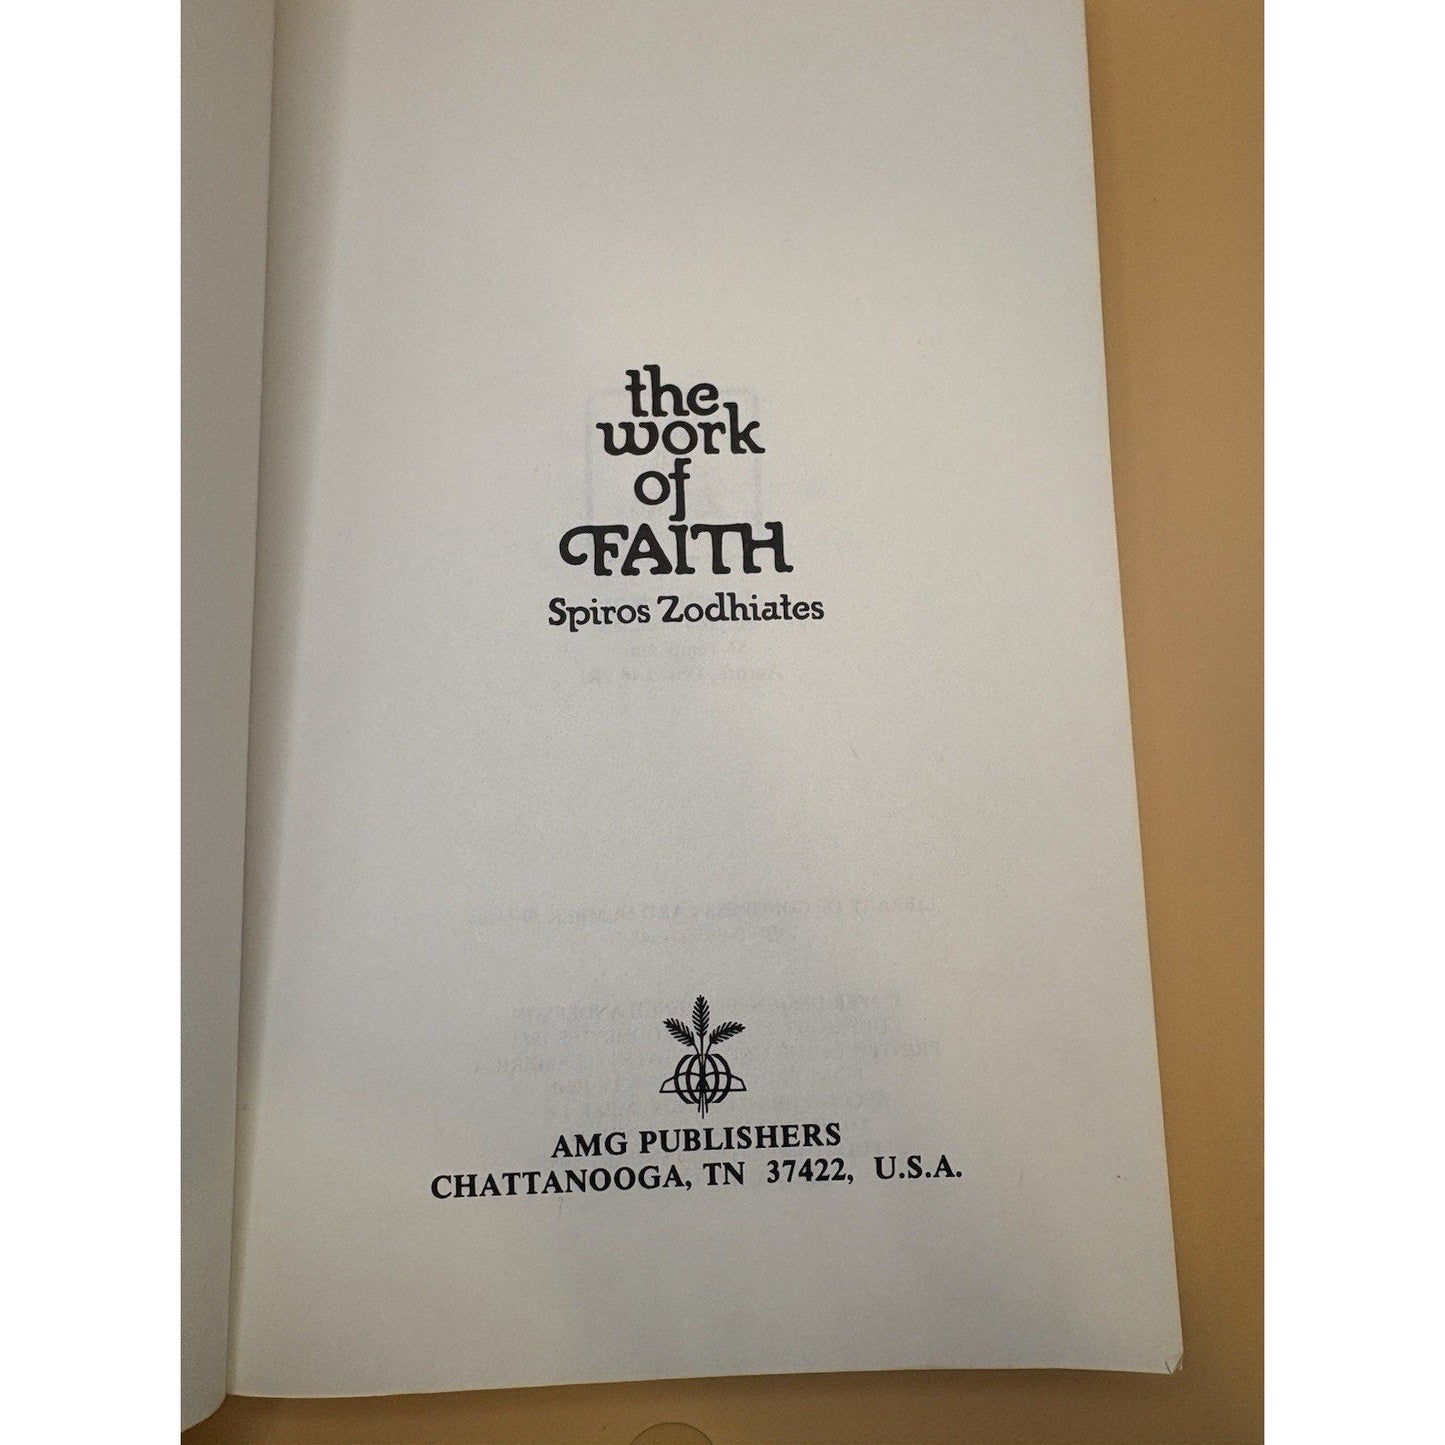 the
work
of
FAITH
Spiros Zodhiates
AMG PUBLISHERS
CHATTANOOGA, TN 37422, U.S.A.